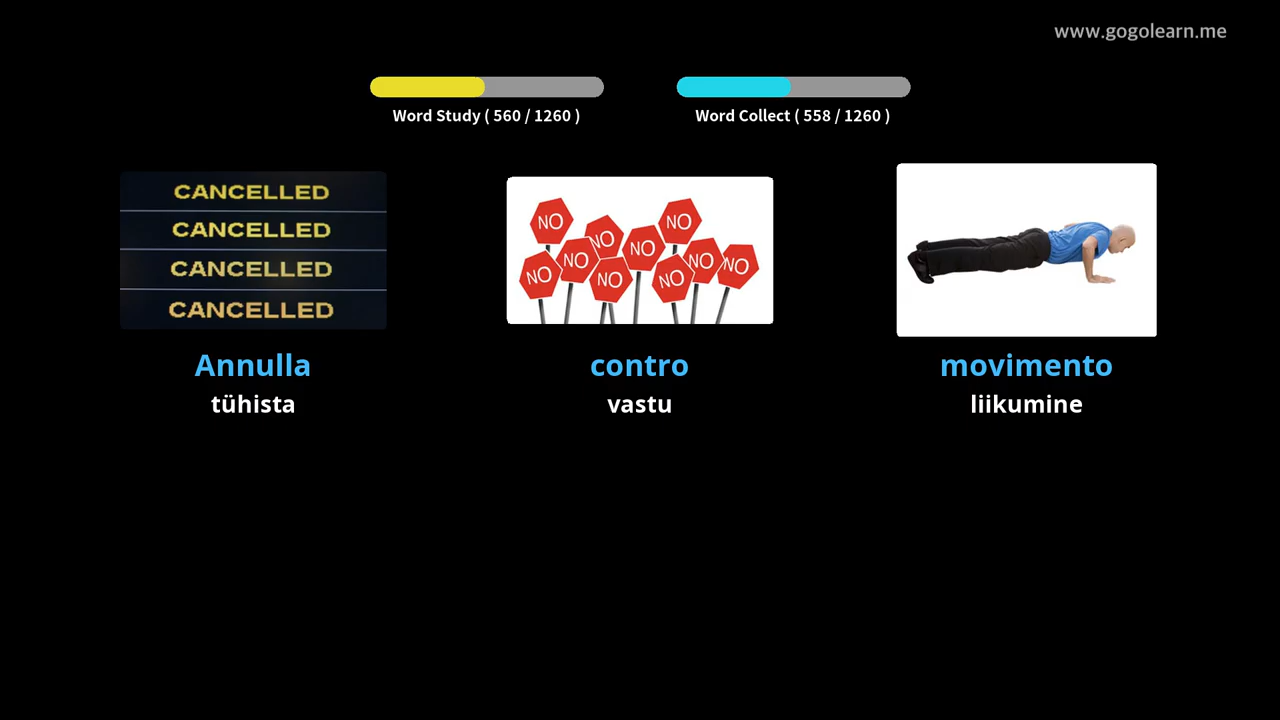 www.gogolearn.me
Word Study ( 560 / 1260 )
Word Collect ( 558 / 1260 )
CANCELLED
CANCELLED
CANCELLED
CANCELLED
NO
NO
NO
NO
NO
NO
NO
NO
NO
NO
Annulla
contro
movimento
tühista
vastu
liikumine